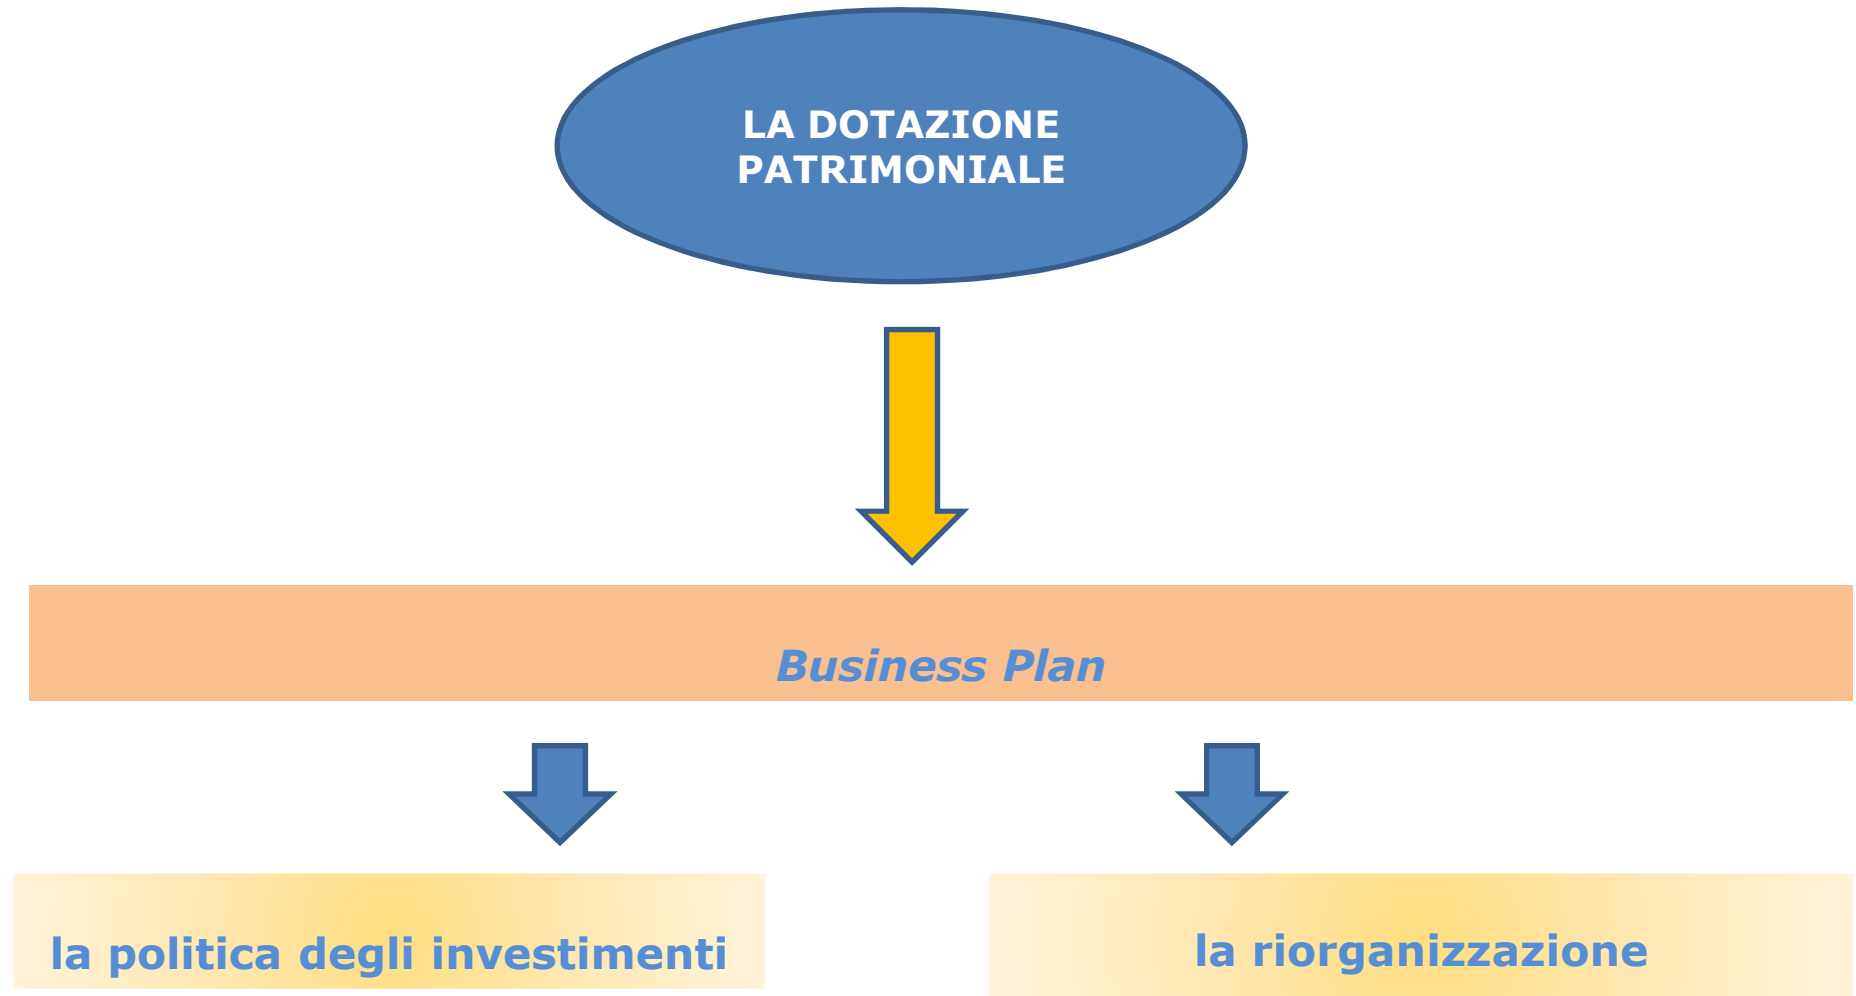 LA DOTAZIONE
PATRIMONIALE
Business Plan
la politica degli investimenti
la riorganizzazione